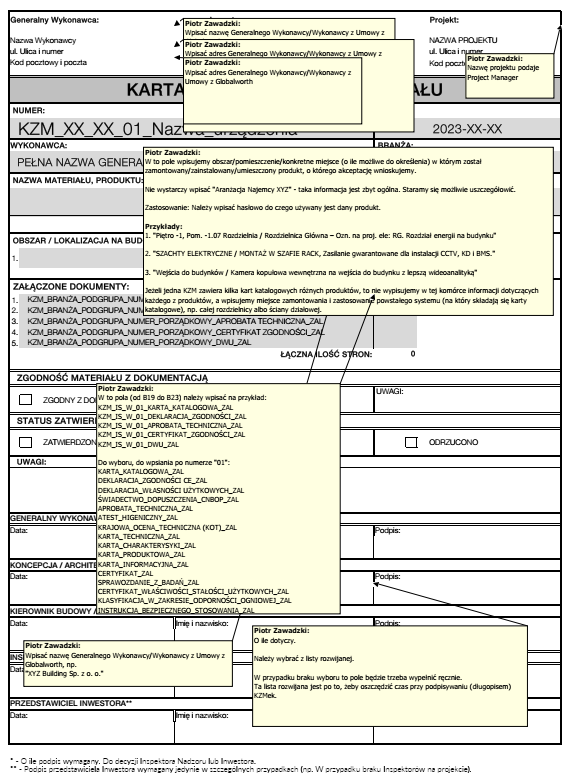 Generalny Wykonawca:
Projekt:
Nazwa Wykonawcy
ul. Ulica i numer
Kod pocztowy i poczta
Piotr Zawadzki:
Wpisać nazwę Generalnego Wykonawcy/Wykonawcy z Umowy z
Piotr Zawadzki:
Wpisać adres Generalnego Wykonawcy/Wykonawcy z Umowy z
Piotr Zawadzki:
Wpisać adres Generalnego Wykonawcy/Wykonawcy z
Umowy z Globalworth
NAZWA PROJEKTU
ul. Ulica i numer
Kod
Piotr Zawadzki:
Nazwę projektu podaje
Project Manager
KARTA
AŁU
NUMER:
KZM_XX_XX_01_Nazwa_urządzenia
2023-XX-XX
WYKONAWCA:
BRANŻA:
PEŁNA NAZWA GENERA
NAZWA MATERIAŁU, PRODUKTU:
Piotr Zawadzki:
W to pole wpisujemy obszar/pomieszczenie/konkretne miejsce (o ile możliwe do określenia) w którym został
zamontowany/zainstalowany/umieszczony produkt, o którego akceptację wnioskujemy.
Nie wystarczy wpisać "Aranżacja Najemcy XYZ" - taka informacja jest zbyt ogólna. Staramy się możliwie uszczegółowić.
Zastosowanie: Należy wpisać hasłowo do czego używany jest dany produkt.
Przykłady:
1. "Piętro -1, Pom. -1.07 Rozdzielnia / Rozdzielnica Główna – Ozn. na proj. ele: RG. Rozdział energii na budynku"
2. "SZACHTY ELEKTRYCZNE / MONTAŻ W SZAFIE RACK, Zasilanie gwarantowane dla instalacji CCTV, KD i BMS."
3. "Wejścia do budynków / Kamera kopułowa wewnętrzna na wejścia do budynku z lepszą wideoanalityką"
Jeżeli jedna KZM zawiera kilka kart katalogowych różnych produktów, to nie wypisujemy w tej komórce informacji dotyczących
każdego z produktów, a wpisujemy miejsce zamontowania i zastosowanie powstałego systemu (na który składają się karty
katalogowe), np. całej rozdzielnicy albo ściany działowej.
OBSZAR / LOKALIZACJA NA BUD
1.
ZAŁĄCZONE DOKUMENTY:
1. KZM_BRANŻA_PODGRUPA_NUM
2. KZM_BRANŻA_PODGRUPA_NUM
3. KZM_BRANŻA_PODGRUPA_NUMER_PORZĄDKOWY_APROBATA TECHNICZNA_ZAL
4. KZM_BRANŻA_PODGRUPA_NUMER_PORZĄDKOWY_CERTYFIKAT ZGODNOŚCI_ZAL
5. KZM_BRANŻA_PODGRUPA_NUMER_PORZĄDKOWY_DWU_ZAL
ŁĄCZNA ILOŚĆ STRON: 0
ZGODNOŚĆ MATERIAŁU Z DOKUMENTACJĄ
ZGODNY Z DO
UWAGI:
STATUS ZATWIER
ZATWIERDZON
ODRZUCONO
UWAGI:
Piotr Zawadzki:
W to pola (od B19 do B23) należy wpisać na przykład:
KZM_IS_W_01_KARTA_KATALOGOWA_ZAL
KZM_IS_W_01_DEKLARACJA_ZGODNOŚCI_ZAL
KZM_IS_W_01_APROBATA_TECHNICZNA_ZAL
KZM_IS_W_01_CERTYFIKAT_ZGODNOŚCI_ZAL
KZM_IS_W_01_DWU_ZAL
Do wyboru, do wpsiania po numerze "01":
KARTA_KATALOGOWA_ZAL
DEKLARACJA_ZGODNOŚCI CE_ZAL
DEKLARACJA_WŁASNOŚCI UŻYTKOWYCH_ZAL
ŚWIADECTWO_DOPUSZCZENIA_CNBOP_ZAL
APROBATA_TECHNICZNA_ZAL
ATEST_HIGIENICZNY_ZAL
KRAJOWA_OCENA_TECHNICZNA (KOT)_ZAL
KARTA_TECHNICZNA_ZAL
KARTA_CHARAKTERYSYKI_ZAL
KARTA_PRODUKTOWA_ZAL
KARTA_INFORMACYJNA_ZAL
CERTYFIKAT_ZAL
SPRAWOZDANIE_Z_BADAŃ_ZAL
CERTYFIKAT_WŁAŚCIWOŚCI_STAŁOŚCI_UŻYTKOWYCH_ZAL
KLASYFIKACJA_W_ZAKRESIE_ODPORNOŚCI_OGNIOWEJ_ZAL
INSTRUKCJA_BEZPIECZNEGO_STOSOWANIA_ZAL
GENERALNY WYKONAW
Data:
Podpis:
KONCEPCJA / ARCHITE
Data:
Podpis:
KIEROWNIK BUDOWY /
Data:
Imię i nazwisko:
Podpis:
Piotr Zawadzki:
Wpisać nazwę Generalnego Wykonawcy/Wykonawcy z Umowy z
Globalworth, np.
"XYZ Building Sp. z o. o."
Piotr Zawadzki:
O ile dotyczy.
Należy wybrać z listy rozwijanej.
W przypadku braku wyboru to pole będzie trzeba wypełnić ręcznie.
Ta lista rozwijana jest po to, żeby oszczędzić czas przy podpisywaniu (długopisem)
KZMek.
INS
Data
PRZEDSTAWICIEL INWESTORA**
Data:
Imię i nazwisko:
* - O ile podpis wymagany. Do decyzji Inspektora Nadzoru lub Inwestora.
** - Podpis przedstawiciela Inwestora wymagany jedynie w szczególnych przypadkach (np. W przypadku braku Inspektorów na projekcie).